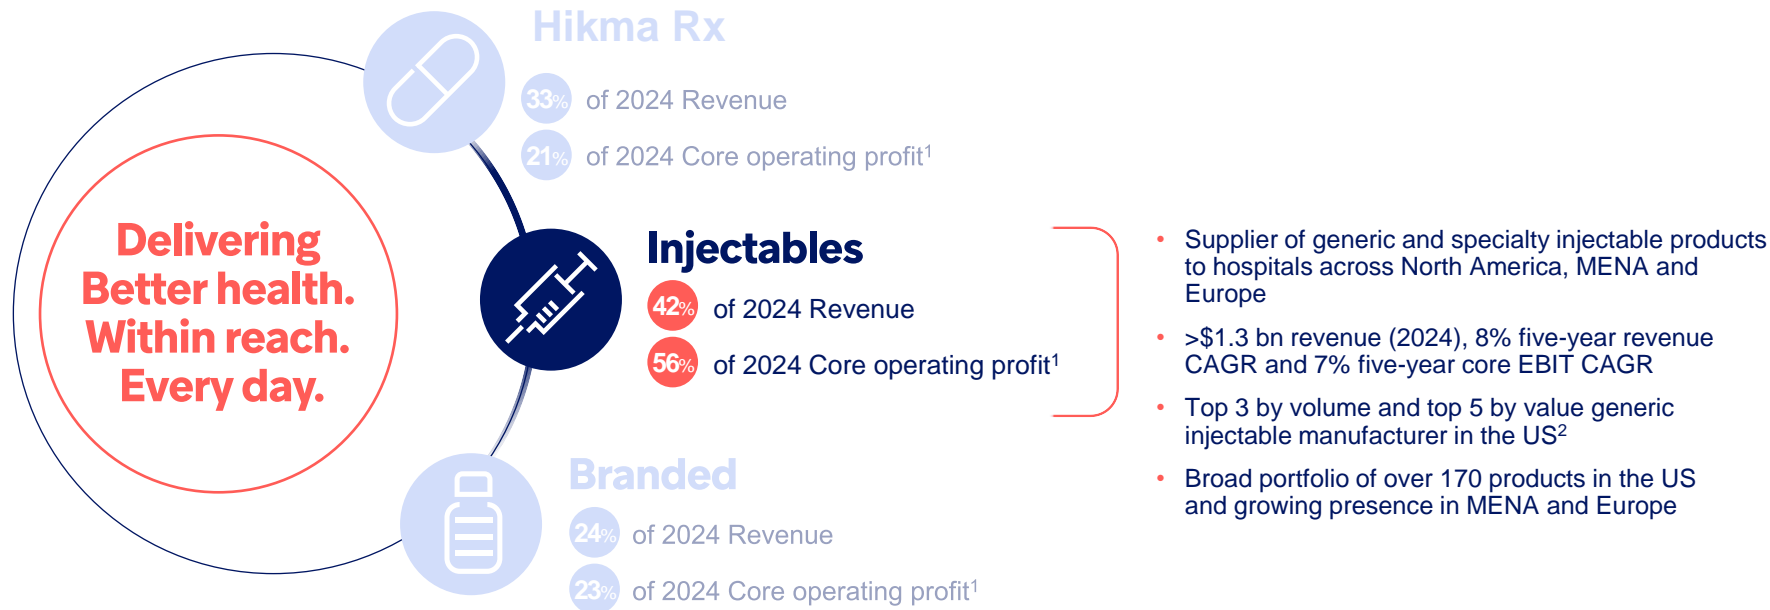 Hikma Rx
33% of 2024 Revenue
21% of 2024 Core operating profit¹
Delivering
Better health.
Within reach.
Every day.
Injectables
42% of 2024 Revenue
56% of 2024 Core operating profit¹
• Supplier of generic and specialty injectable products
to hospitals across North America, MENA and
Europe
• >$1.3 bn revenue (2024), 8% five-year revenue
CAGR and 7% five-year core EBIT CAGR
• Top 3 by volume and top 5 by value generic
injectable manufacturer in the US²
• Broad portfolio of over 170 products in the US
and growing presence in MENA and Europe
Branded
24% of 2024 Revenue
23% of 2024 Core operating profit¹